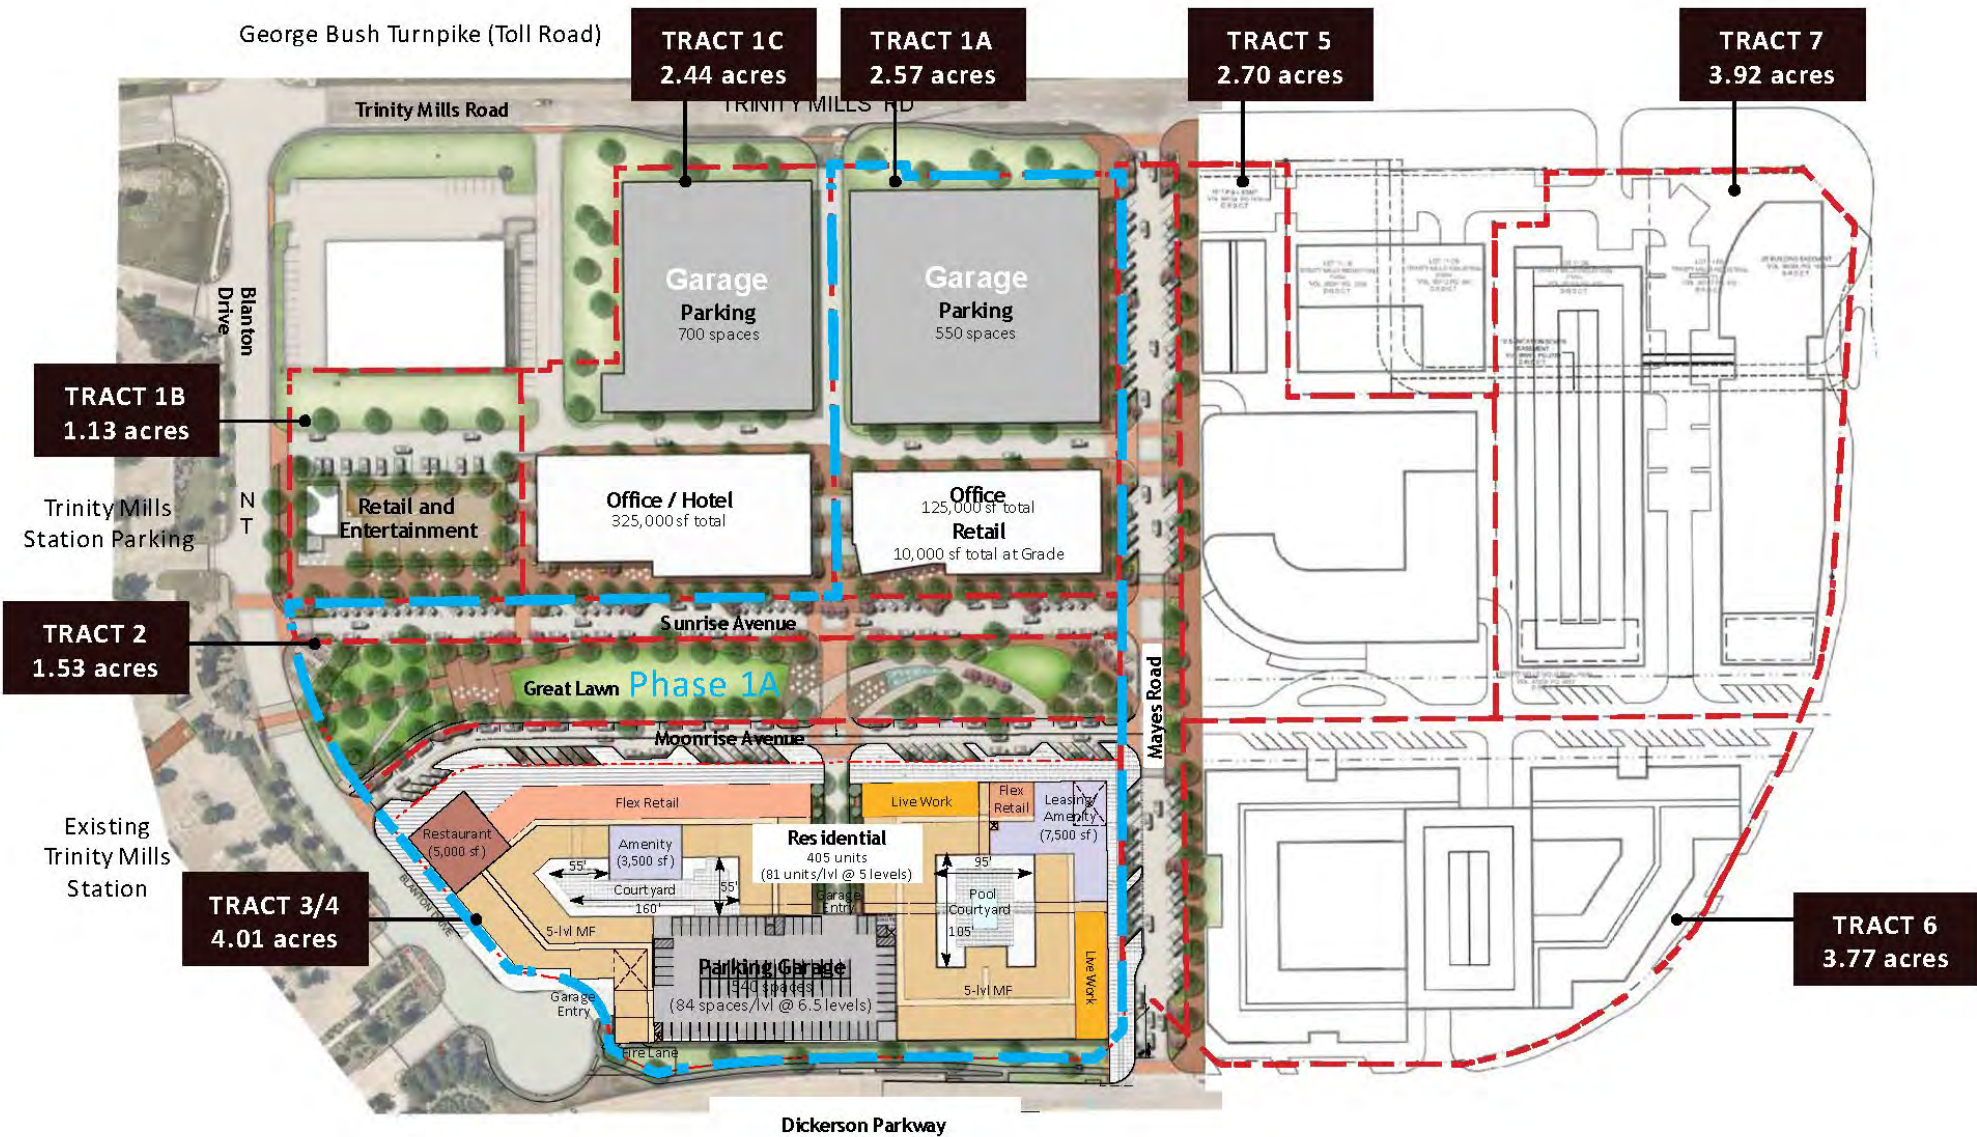 George Bush Turnpike (Toll Road)
TRACT 1C
2.44 acres
TRACT 1A
2.57 acres
TRACT 5
2.70 acres
TRACT 7
3.92 acres
Trinity Mills Road
TRINITY MILLS RD
Garage
Parking
700 spaces
Garage
Parking
550 spaces
Blanton
Drive
TRACT 1B
1.13 acres
N
T
Trinity Mills
Station Parking
Retail and
Entertainment
Office / Hotel
325,000 sf total
Office
125,000 sf total
Retail
10,000 sf total at Grade
TRACT 2
1.53 acres
Sunrise Avenue
Great Lawn
Phase 1A
Mayes Road
Moonrise Avenue
Existing
Trinity Mills
Station
Flex Retail
Live Work
Flex
Retail
Leasing/
Amenity
(7,500 sf)
Restaurant
(5,000 sf)
Amenity
(3,500 sf)
Residential
405 units
(81 units/lvl @ 5 levels)
55'
Courtyard
55'
160'
Garage
Entry
95'
Pool
Courtyard
105'
BLANTON DRIVE
TRACT 3/4
4.01 acres
TRACT 6
3.77 acres
5-lvl MF
Parking Garage
540 spaces
(84 spaces/lvl @ 6.5 levels)
5-lvl MF
Live Work
Garage
Entry
Fire Lane
Dickerson Parkway